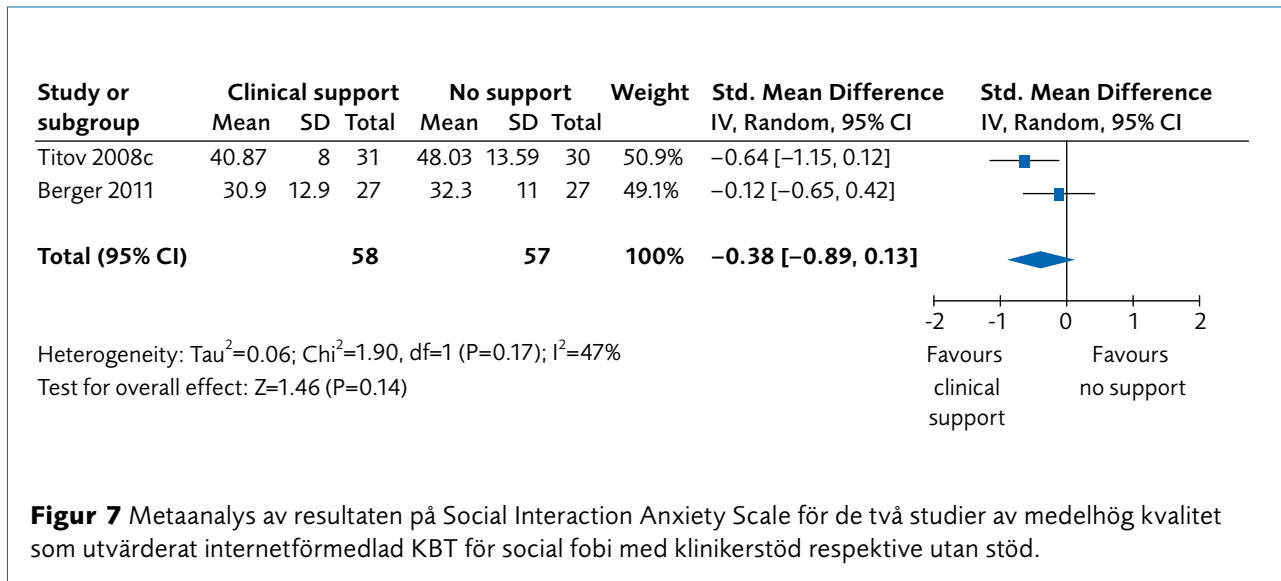 Study or Clinical support No support Weight Std. Mean Difference Std. Mean Difference
subgroup Mean SD Total Mean SD Total IV, Random, 95% CI IV, Random, 95% CI
Titov 2008c 40.87 8 31 48.03 13.59 30 50.9% −0.64 [−1.15, 0.12]
Berger 2011 30.9 12.9 27 32.3 11 27 49.1% −0.12 [−0.65, 0.42]
Total (95% CI) 58 57 100% −0.38 [−0.89, 0.13]
-2 -1 0 1 2
Heterogeneity: Tau²=0.06; Chi²=1.90, df=1 (P=0.17); I²=47%
Test for overall effect: Z=1.46 (P=0.14)
Favours Favours
clinical no support
support
Figur 7 Metaanalys av resultaten på Social Interaction Anxiety Scale för de två studier av medelhög kvalitet
som utvärderat internetförmedlad KBT för social fobi med klinikerstöd respektive utan stöd.